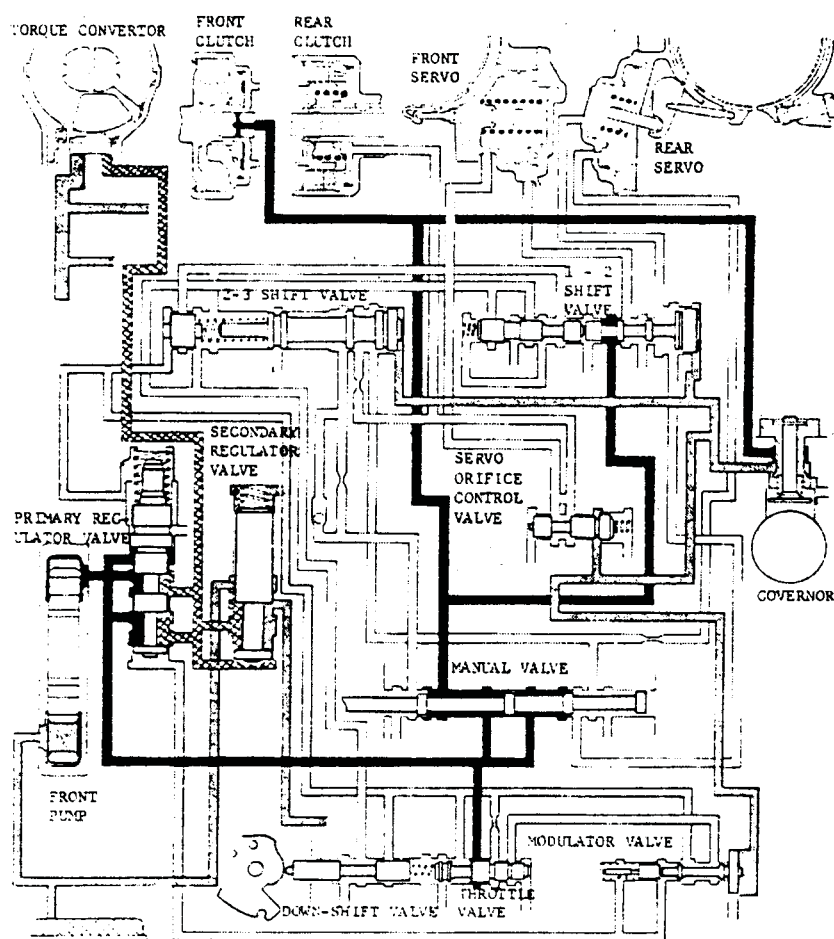 TORQUE CONVERTOR
FRONT
CLUTCH
REAR
CLUTCH
FRONT
SERVO
REAR
SERVO
2-3 SHIFT VALVE
1 - 2
SHIFT
VALVE
SECONDARY
REGULATOR
VALVE
SERVO
ORIFICE
CONTROL
VALVE
PRIMARY REG-
ULATOR VALVE
GOVERNOR
MANUAL VALVE
FRONT
PUMP
MODULATOR VALVE
DOWN-SHIFT VALVE
THROTTLE
VALVE